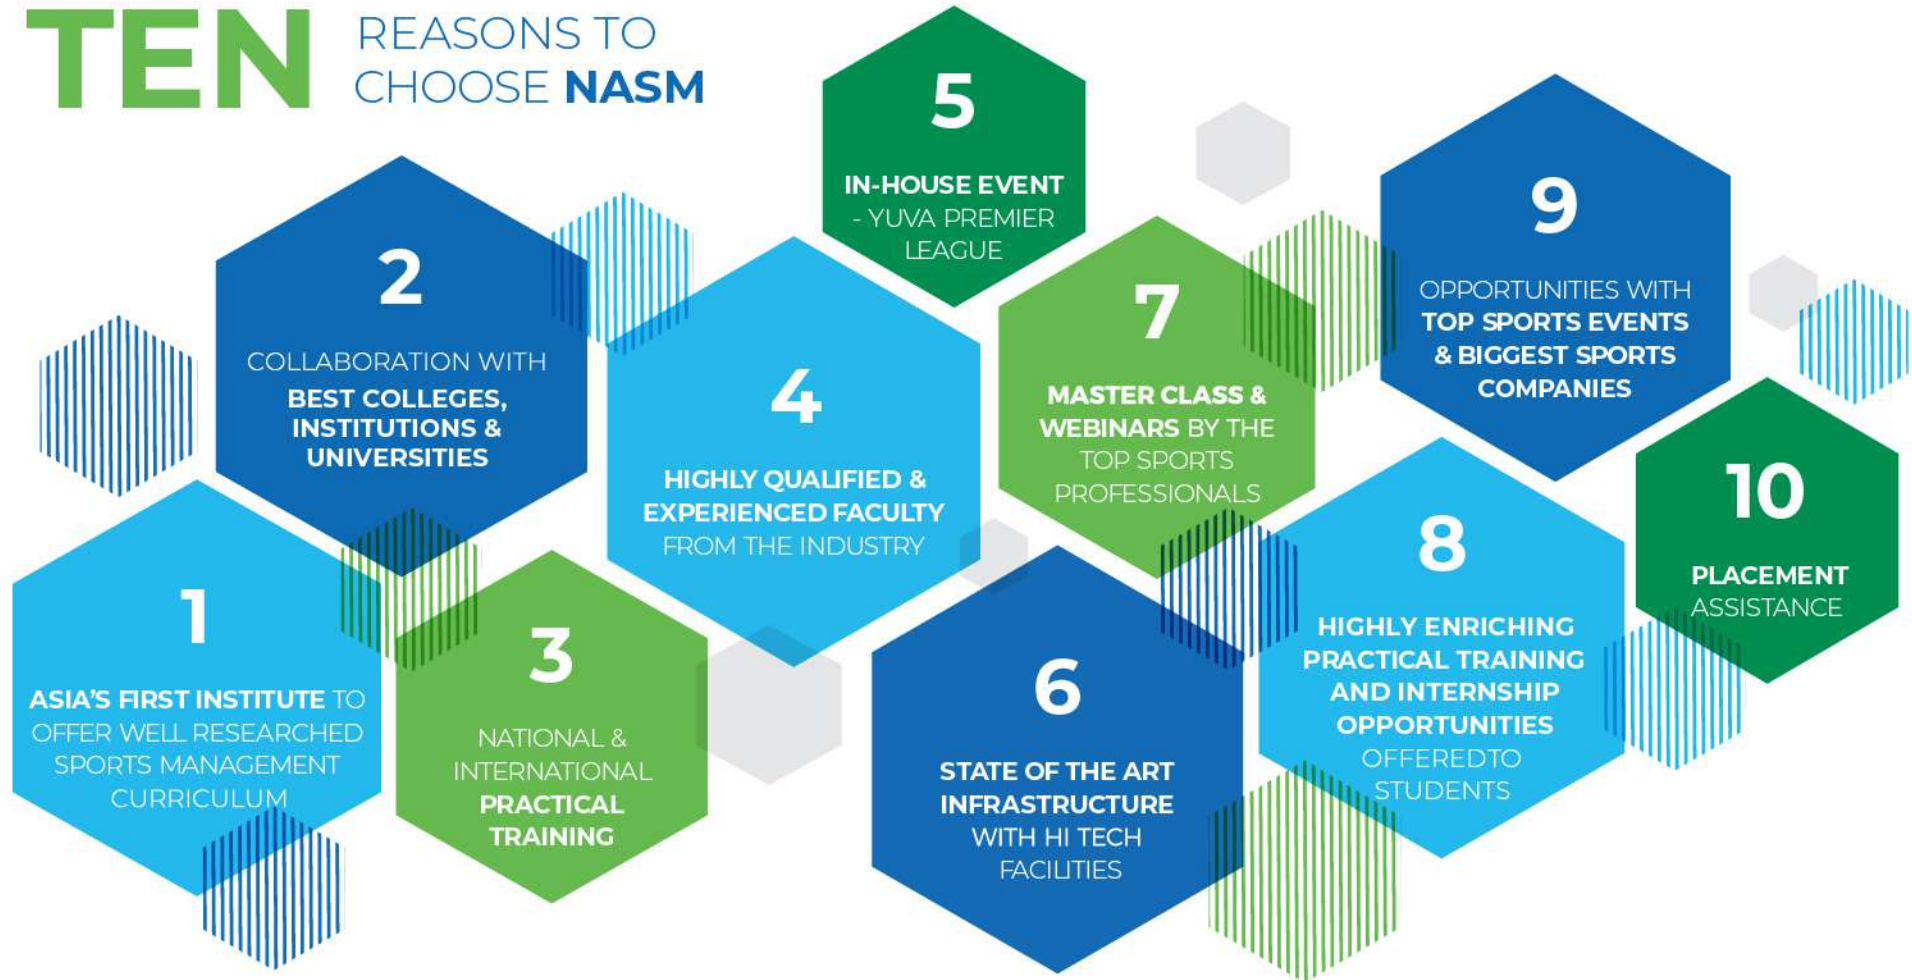 TEN
REASONS TO
CHOOSE NASM
1
ASIA'S FIRST INSTITUTE TO
OFFER WELL RESEARCHED
SPORTS MANAGEMENT
CURRICULUM
2
COLLABORATION WITH
BEST COLLEGES,
INSTITUTIONS &
UNIVERSITIES
3
NATIONAL &
INTERNATIONAL
PRACTICAL
TRAINING
4
HIGHLY QUALIFIED &
EXPERIENCED FACULTY
FROM THE INDUSTRY
5
IN-HOUSE EVENT
- YUVA PREMIER
LEAGUE
6
STATE OF THE ART
INFRASTRUCTURE
WITH HI TECH
FACILITIES
7
MASTER CLASS &
WEBINARS BY THE
TOP SPORTS
PROFESSIONALS
8
HIGHLY ENRICHING
PRACTICAL TRAINING
AND INTERNSHIP
OPPORTUNITIES
OFFEREDTO
STUDENTS
9
OPPORTUNITIES WITH
TOP SPORTS EVENTS
& BIGGEST SPORTS
COMPANIES
10
PLACEMENT
ASSISTANCE